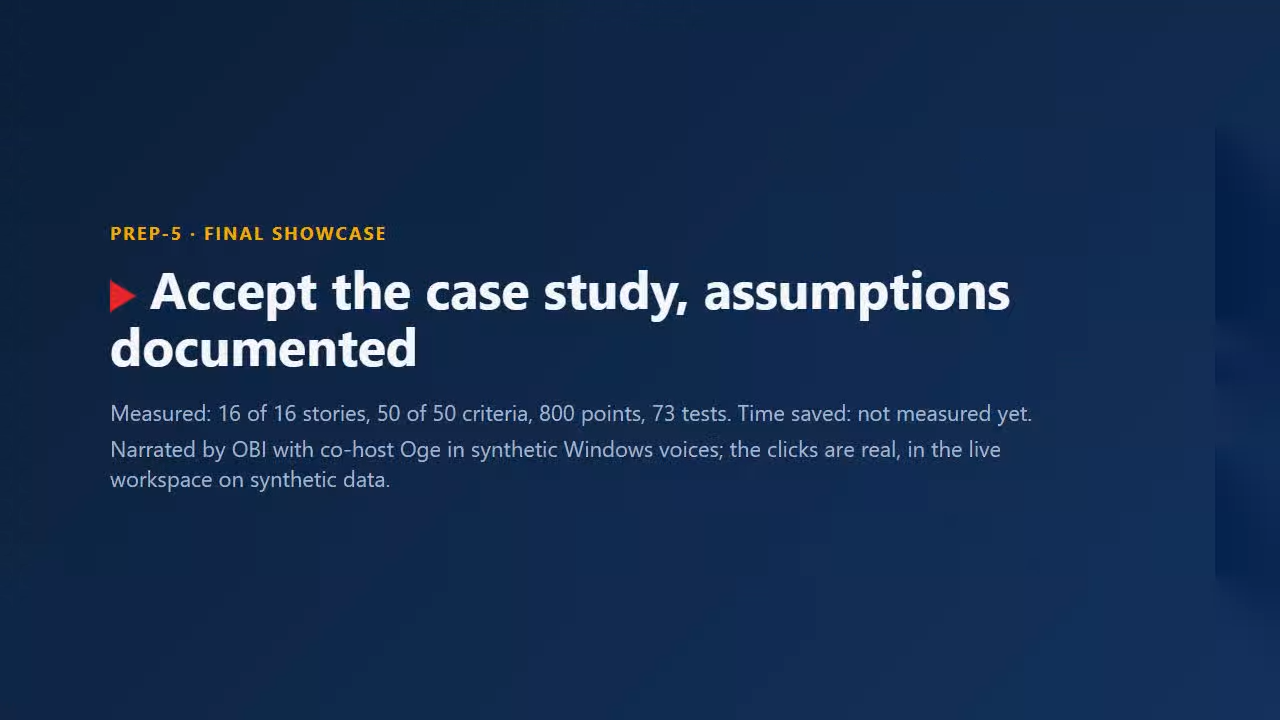 PREP-5 · FINAL SHOWCASE
Accept the case study, assumptions
documented
Measured: 16 of 16 stories, 50 of 50 criteria, 800 points, 73 tests. Time saved: not measured yet.
Narrated by OBI with co-host Oge in synthetic Windows voices; the clicks are real, in the live
workspace on synthetic data.